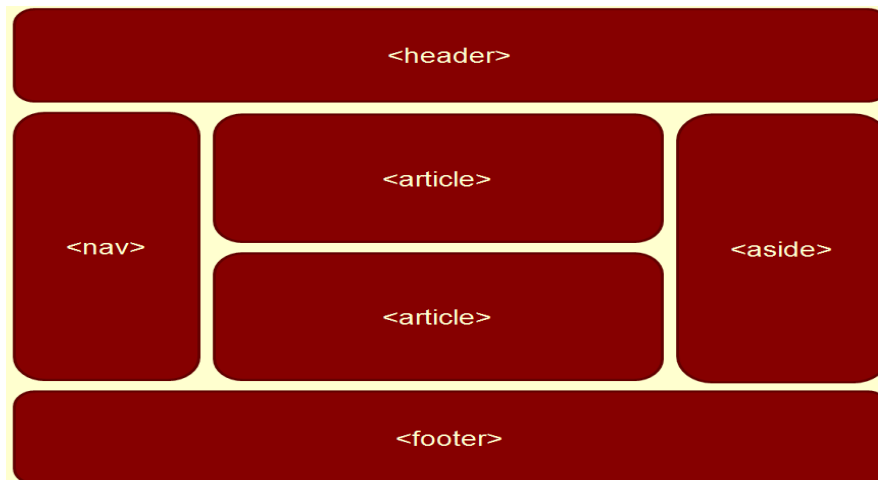 <header>
<nav>
<article>
<article>
<aside>
<footer>